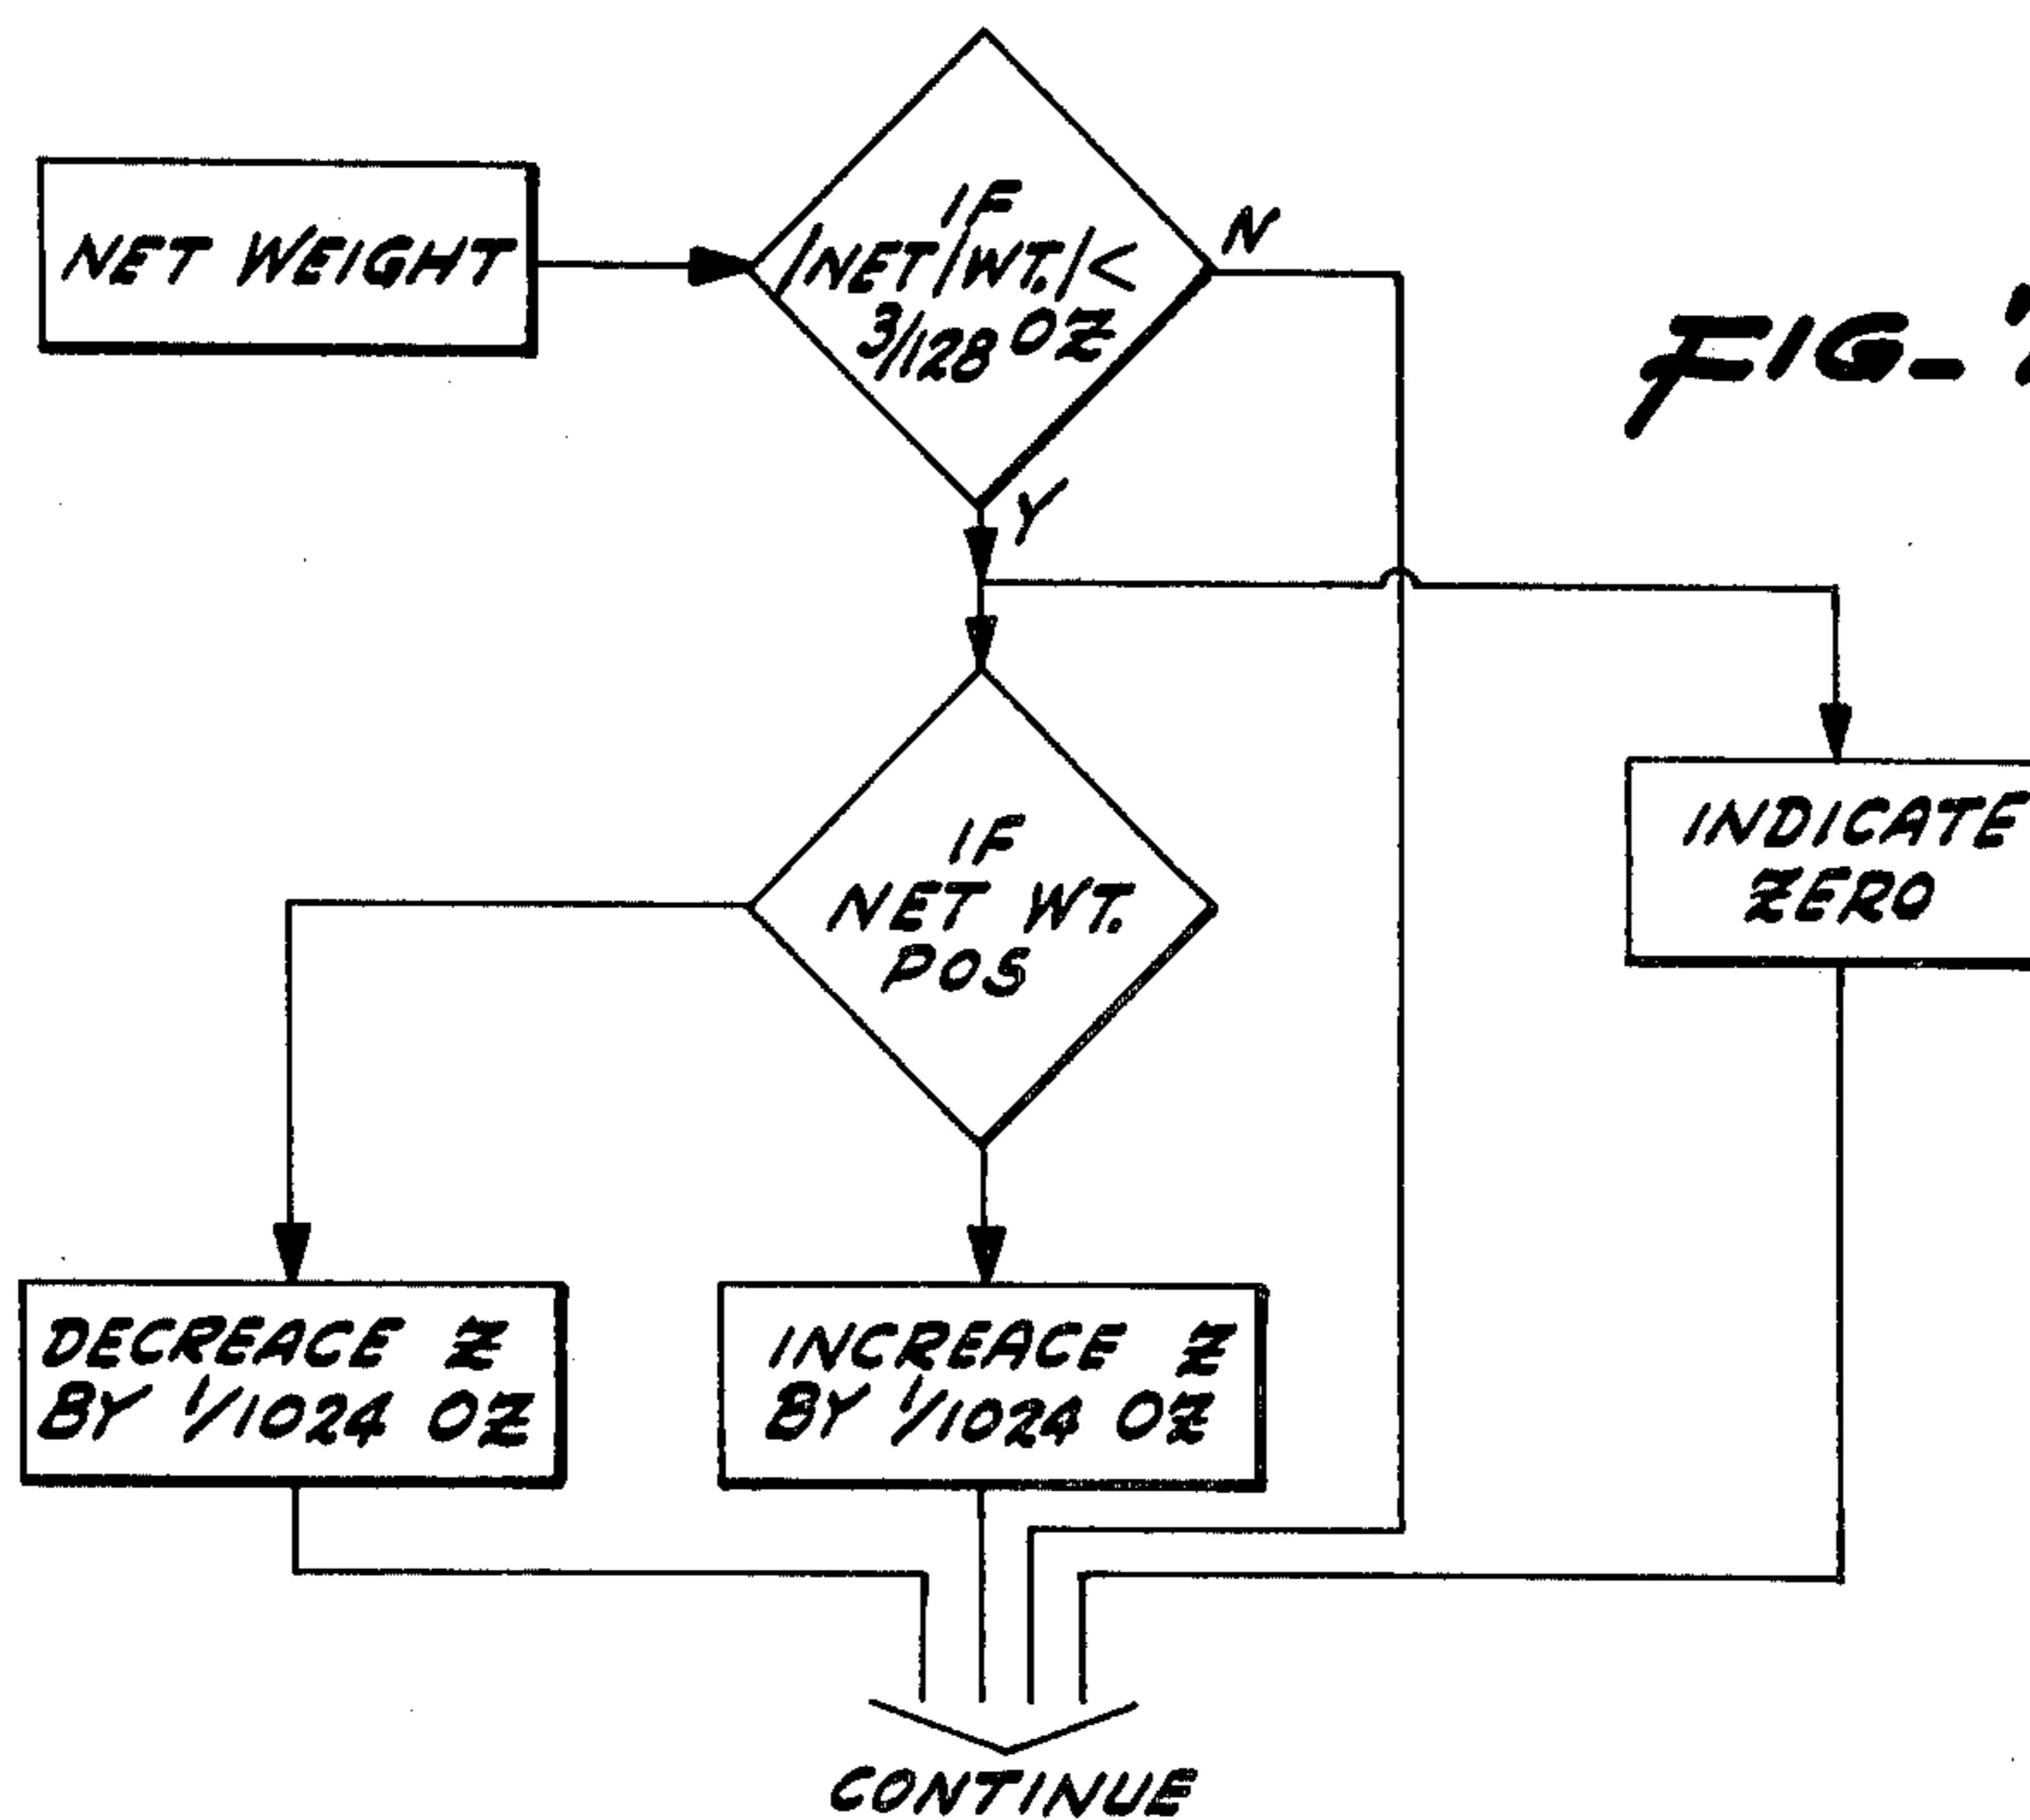 NET WEIGHT
IF
/NET/WT./<
3/128 OZ
N
Y
FIG.
IF
NET WT.
POS
INDICATE
ZERO
DECREACE Z
BY 1/1024 OZ
INCREACE Z
BY 1/1024 OZ
CONTINUE